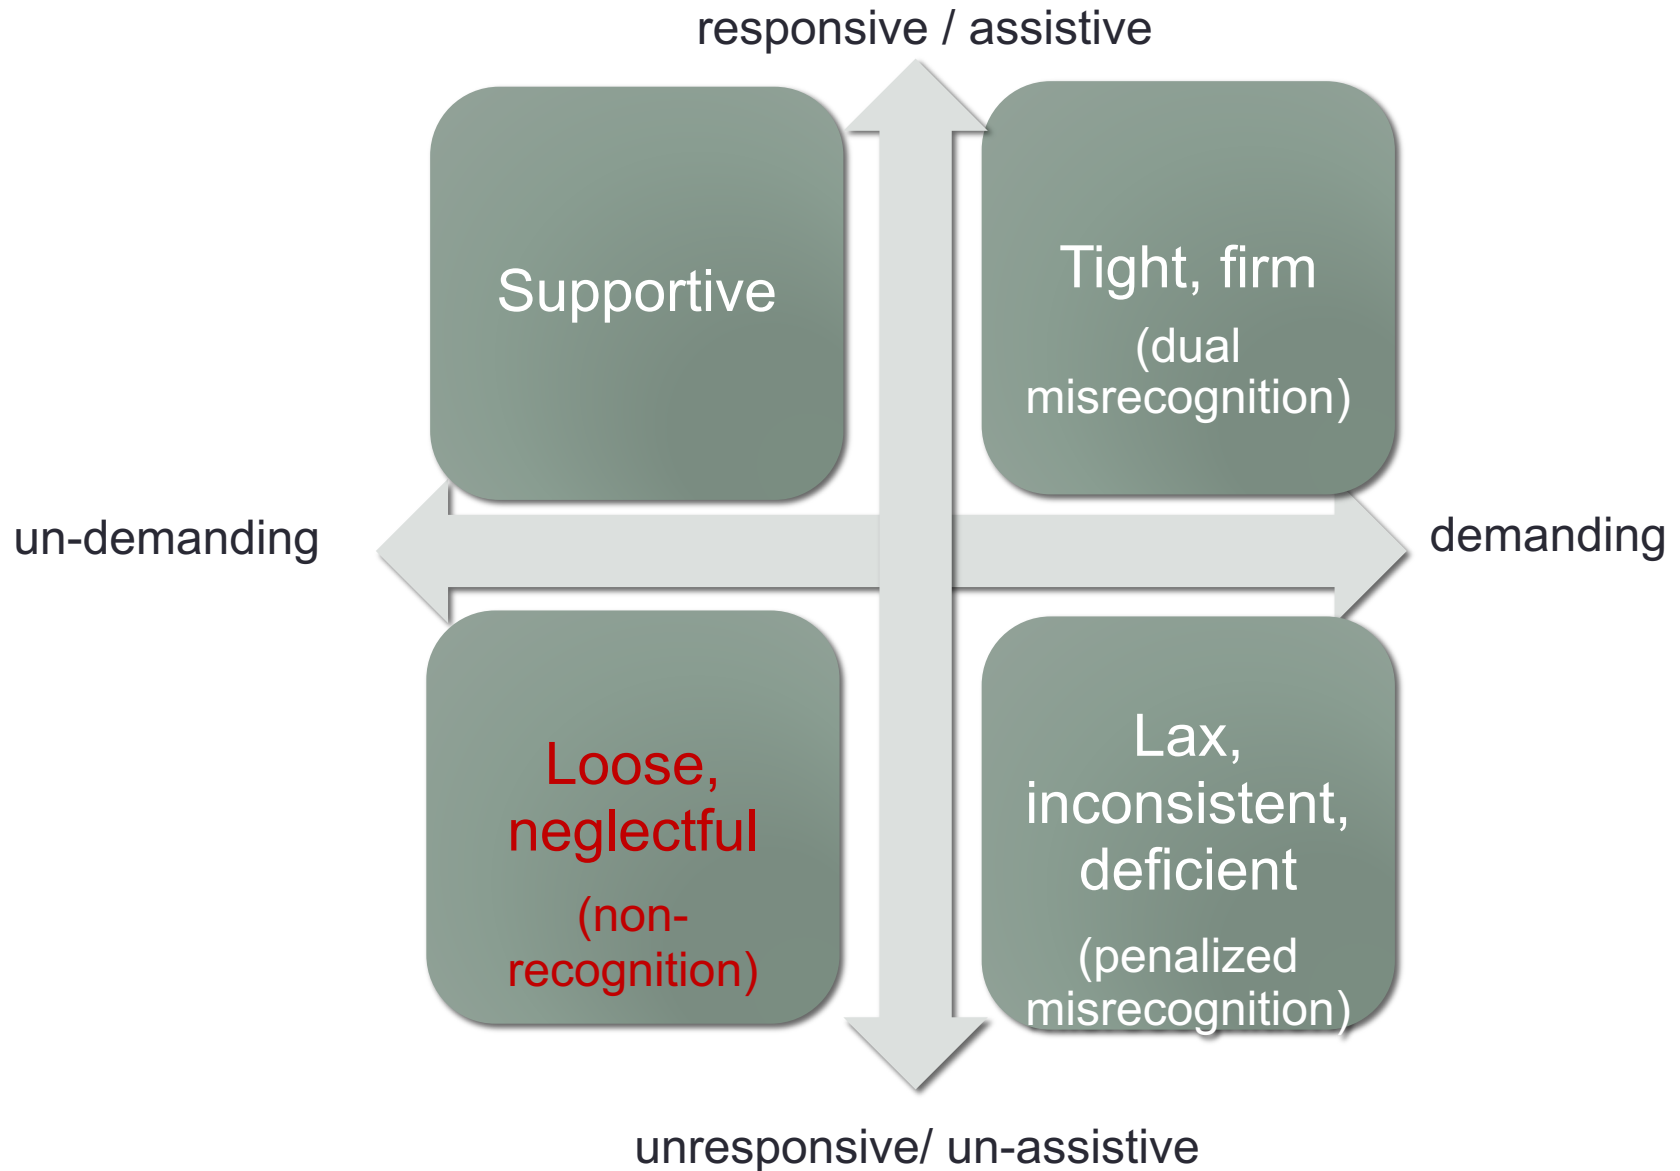 responsive / assistive
Supportive
Tight, firm
(dual
misrecognition)
un-demanding
demanding
Loose,
neglectful
(non-
recognition)
Lax,
inconsistent,
deficient
(penalized
misrecognition)
unresponsive/ un-assistive